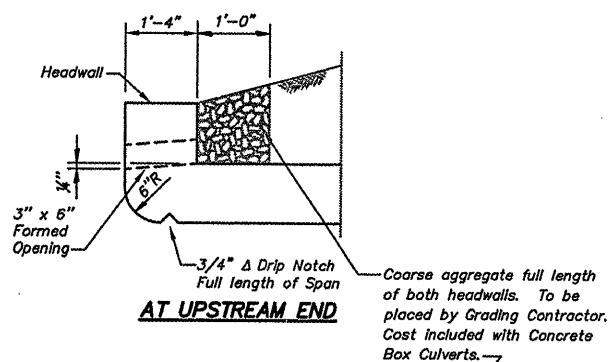 1'-4" 1'-0"
Headwall
1/4"
6"R
3" x 6"
Formed
Opening
3/4" Δ Drip Notch
Full length of Span
AT UPSTREAM END
Coarse aggregate full length
of both headwalls. To be
placed by Grading Contractor.
Cost included with Concrete
Box Culverts.